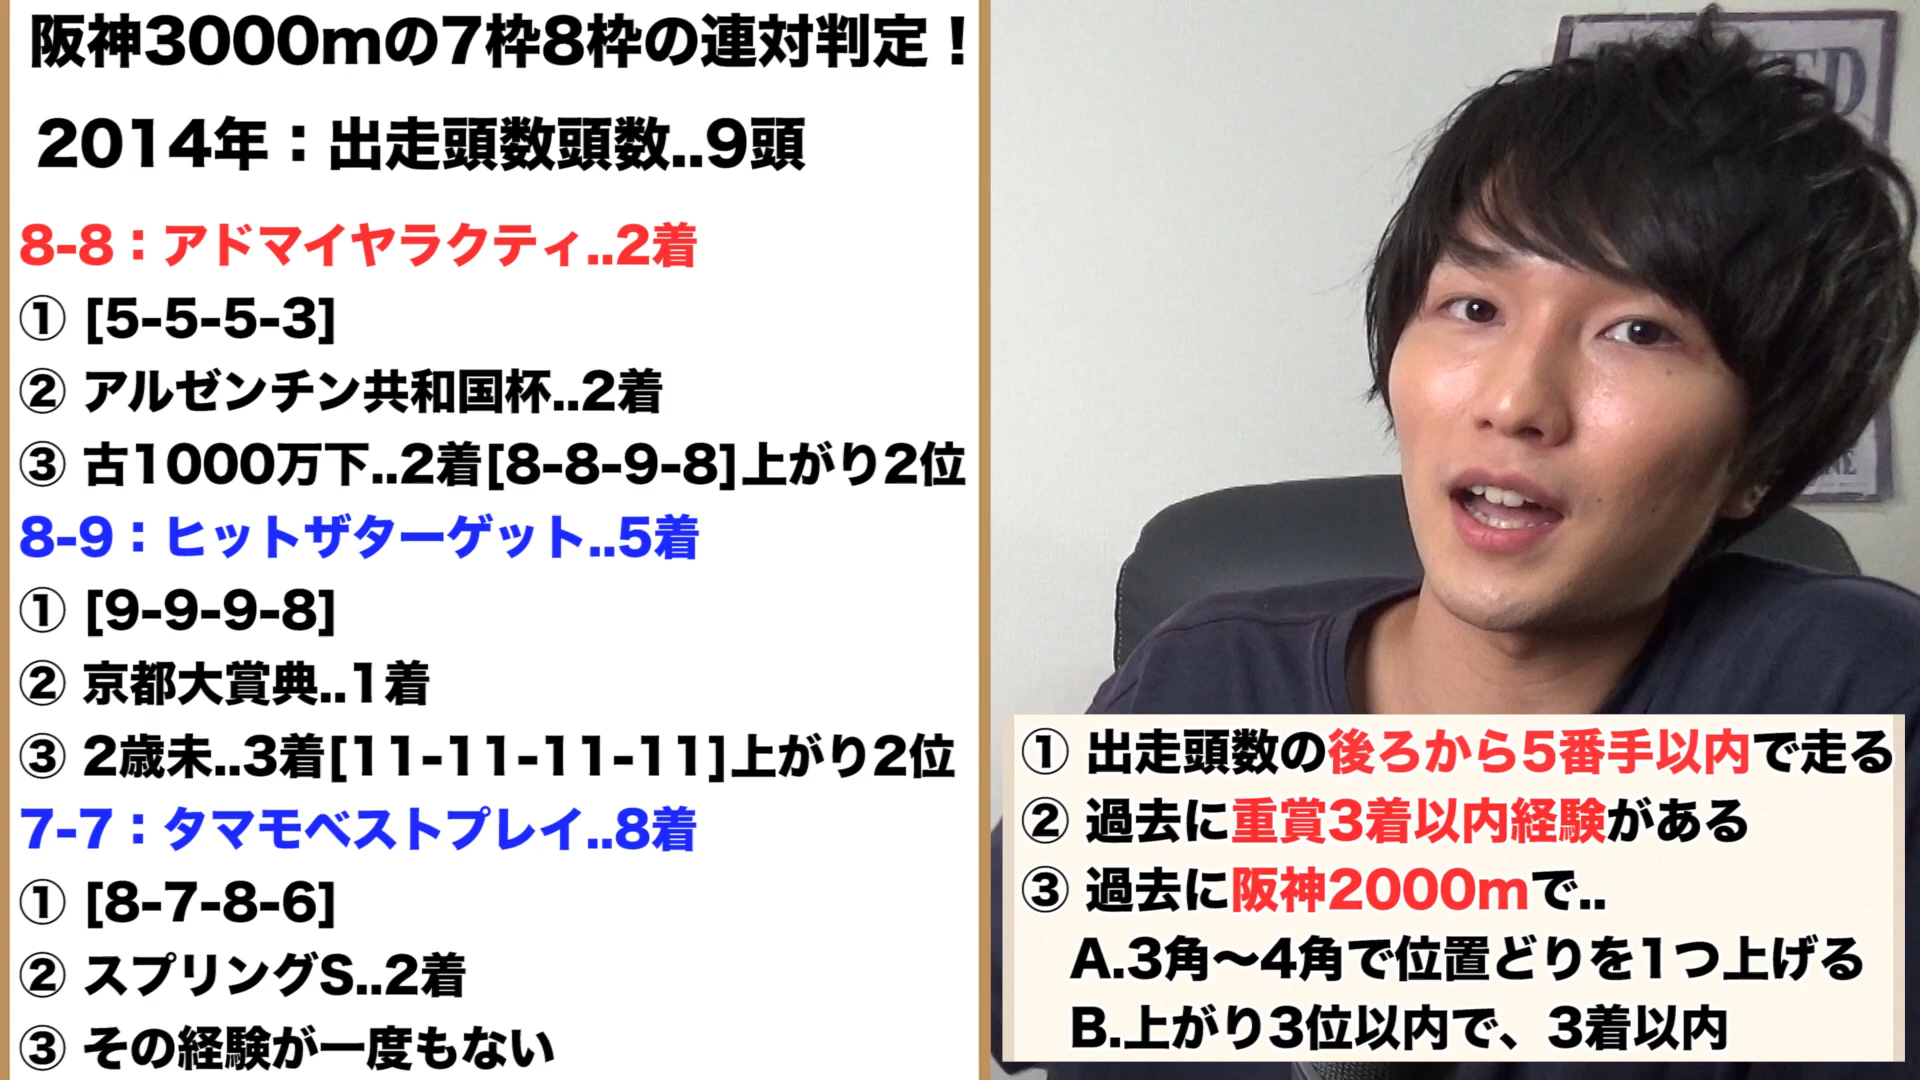 阪神3000mの7枠8枠の連対判定！
2014年：出走頭数頭数..9頭
8-8：アドマイヤラクティ..2着
① [5-5-5-3]
② アルゼンチン共和国杯..2着
③ 古1000万下..2着[8-8-9-8]上がり2位
8-9：ヒットザターゲット..5着
① [9-9-9-8]
② 京都大賞典..1着
③ 2歳未..3着[11-11-11-11]上がり2位
7-7：タマモベストプレイ..8着
① [8-7-8-6]
② スプリングS..2着
③ その経験が一度もない
① 出走頭数の後ろから5番手以内で走る
② 過去に重賞3着以内経験がある
③ 過去に阪神2000mで..
A.3角〜4角で位置どりを1つ上げる
B.上がり3位以内で、3着以内